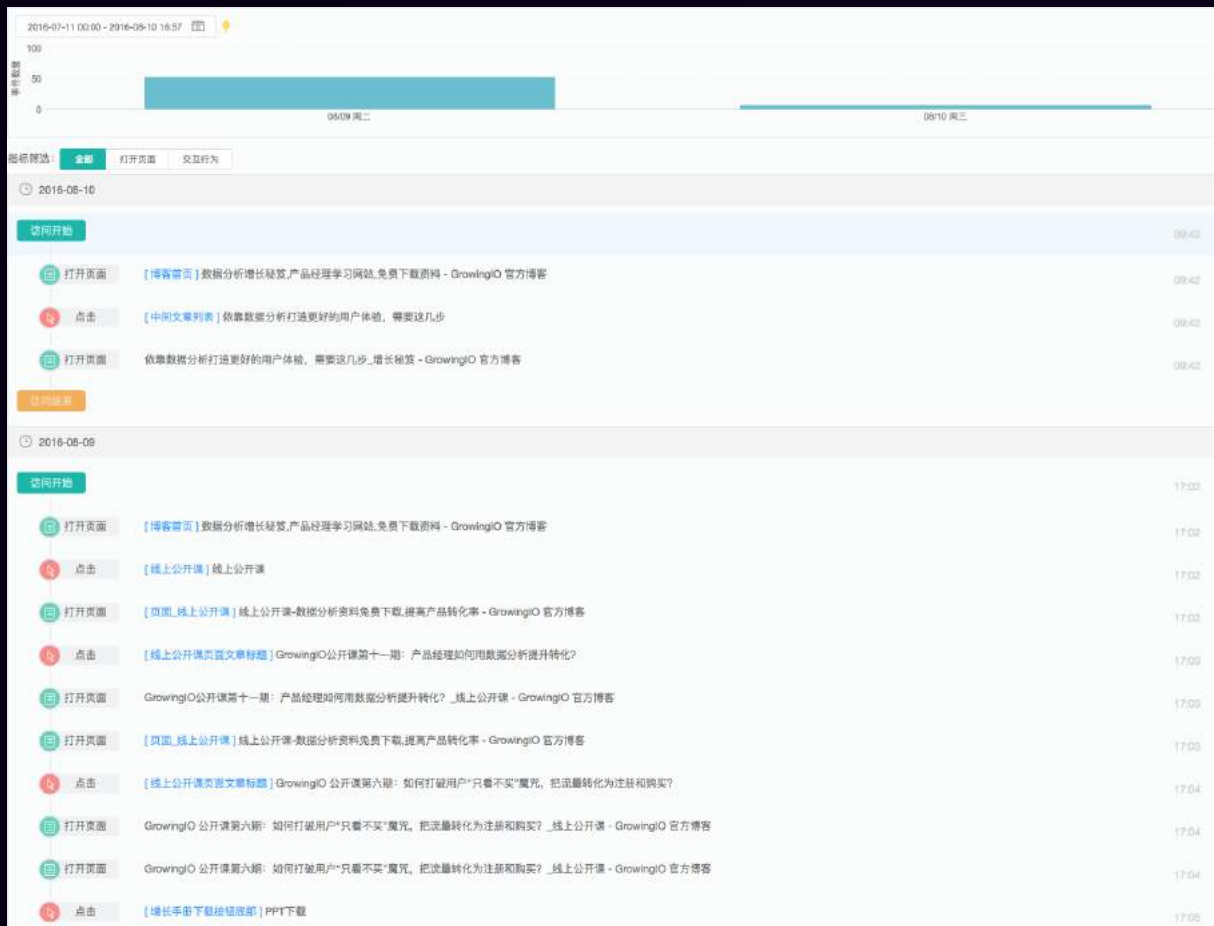 2016-07-11 00:00 - 2016-08-10 16:57
100
事件数量
50
0
08/09 周二
08/10 周三
指标筛选: 全部 打开页面 交互行为
2016-08-10
访问开始 09:42
打开页面 [ 博客首页 ] 数据分析增长秘笈,产品经理学习网站,免费下载资料 - GrowingIO 官方博客 09:42
点击 [ 中间文章列表 ] 依靠数据分析打造更好的用户体验，需要这几步 09:42
打开页面 依靠数据分析打造更好的用户体验，需要这几步_增长秘笈 - GrowingIO 官方博客 09:42
访问结束
2016-08-09
访问开始 17:02
打开页面 [ 博客首页 ] 数据分析增长秘笈,产品经理学习网站,免费下载资料 - GrowingIO 官方博客 17:02
点击 [ 线上公开课 ] 线上公开课 17:02
打开页面 [ 页面_线上公开课 ] 线上公开课-数据分析资料免费下载,提高产品转化率 - GrowingIO 官方博客 17:02
点击 [ 线上公开课页面文章标题 ] GrowingIO公开课第十一期：产品经理如何用数据分析提升转化? 17:03
打开页面 GrowingIO公开课第十一期：产品经理如何用数据分析提升转化? _线上公开课 - GrowingIO 官方博客 17:03
打开页面 [ 页面_线上公开课 ] 线上公开课-数据分析资料免费下载,提高产品转化率 - GrowingIO 官方博客 17:03
点击 [ 线上公开课页面文章标题 ] GrowingIO 公开课第六期：如何打破用户“只看不买”魔咒，把流量转化为注册和购买? 17:04
打开页面 GrowingIO 公开课第六期：如何打破用户“只看不买”魔咒，把流量转化为注册和购买? _线上公开课 - GrowingIO 官方博客 17:04
打开页面 GrowingIO 公开课第六期：如何打破用户“只看不买”魔咒，把流量转化为注册和购买? _线上公开课 - GrowingIO 官方博客 17:04
点击 [ 增长手册下载按钮底部 ] PPT下载 17:05